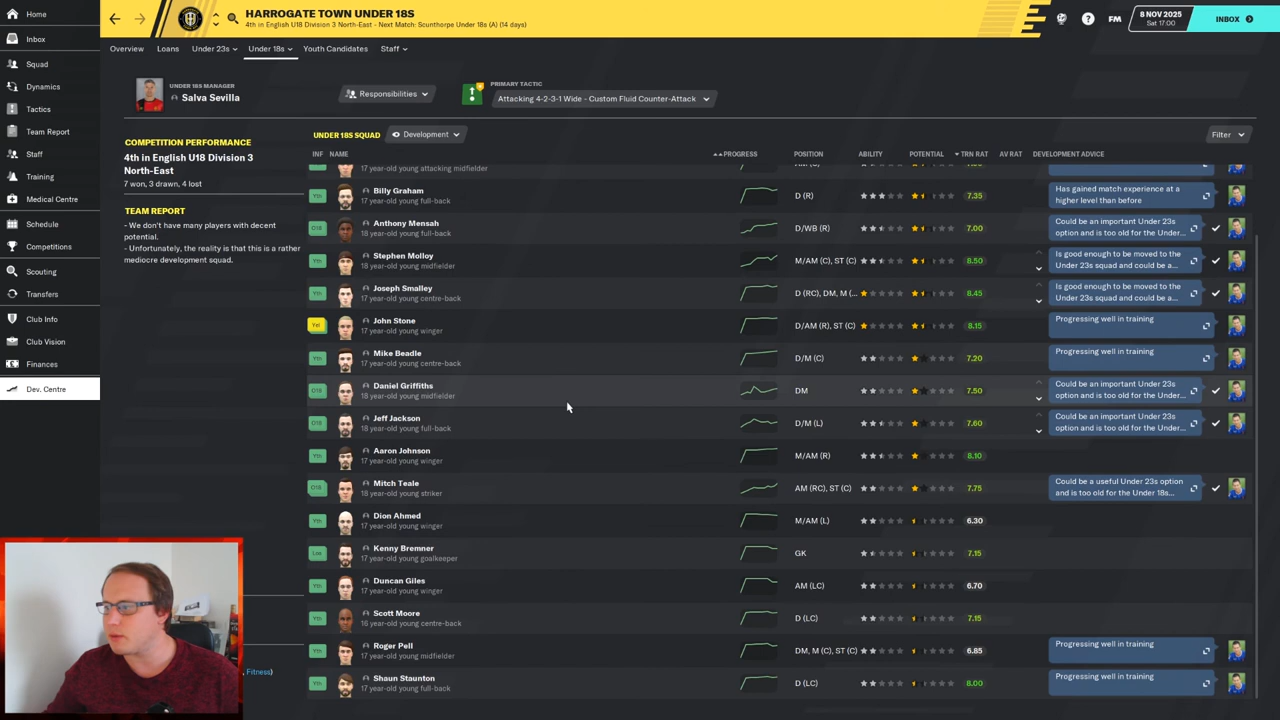 Home
Inbox
Squad
Dynamics
Tactics
Team Report
Staff
Training
Medical Centre
Schedule
Competitions
Scouting
Transfers
Club Info
Club Vision
Finances
Dev. Centre
HARROGATE TOWN UNDER 18S
4th in English U18 Division 3 North-East - Next Match: Scunthorpe Under 18s (A) (14 days)
FM
8 NOV 2025
Sat 17:00
INBOX
Overview
Loans
Under 23s
Under 18s
Youth Candidates
Staff
UNDER 18S MANAGER
Salva Sevilla
Responsibilities
PRIMARY TACTIC
Attacking 4-2-3-1 Wide - Custom Fluid Counter-Attack
COMPETITION PERFORMANCE
4th in English U18 Division 3
North-East
7 won, 3 drawn, 4 lost
TEAM REPORT
- We don't have many players with decent
potential.
- Unfortunately, the reality is that this is a rather
mediocre development squad.
, Fitness)
UNDER 18S SQUAD
Development
Filter
INF NAME PROGRESS POSITION ABILITY POTENTIAL TRN RAT AV RAT DEVELOPMENT ADVICE
17 year-old young attacking midfielder
Yth Billy Graham
17 year-old young full-back
D (R) 7.35
Has gained match experience at a
higher level than before
O18 Anthony Mensah
18 year-old young full-back
D/WB (R) 7.00
Could be an important Under 23s
option and is too old for the Under...
Yth Stephen Molloy
18 year-old young midfielder
M/AM (C), ST (C) 8.50
Is good enough to be moved to the
Under 23s squad and could be a...
Yth Joseph Smalley
17 year-old young centre-back
D (RC), DM, M (... 8.45
Is good enough to be moved to the
Under 23s squad and could be a...
Yel John Stone
17 year-old young winger
D/AM (R), ST (C) 8.15
Progressing well in training
Yth Mike Beadle
17 year-old young centre-back
D/M (C) 7.20
Progressing well in training
O18 Daniel Griffiths
18 year-old young midfielder
DM 7.50
Could be an important Under 23s
option and is too old for the Under...
O18 Jeff Jackson
18 year-old young full-back
D/M (L) 7.60
Could be an important Under 23s
option and is too old for the Under...
Yth Aaron Johnson
17 year-old young winger
M/AM (R) 8.10
O18 Mitch Teale
18 year-old young striker
AM (RC), ST (C) 7.75
Could be a useful Under 23s option
and is too old for the Under 18s...
Yth Dion Ahmed
17 year-old young winger
M/AM (L) 6.30
Loa Kenny Bremner
17 year-old young goalkeeper
GK 7.15
Yth Duncan Giles
17 year-old young winger
AM (LC) 6.70
Yth Scott Moore
16 year-old young centre-back
D (LC) 7.15
Yth Roger Pell
17 year-old young midfielder
DM, M (C), ST (C) 6.85
Progressing well in training
Yth Shaun Staunton
17 year-old young full-back
D (LC) 8.00
Progressing well in training